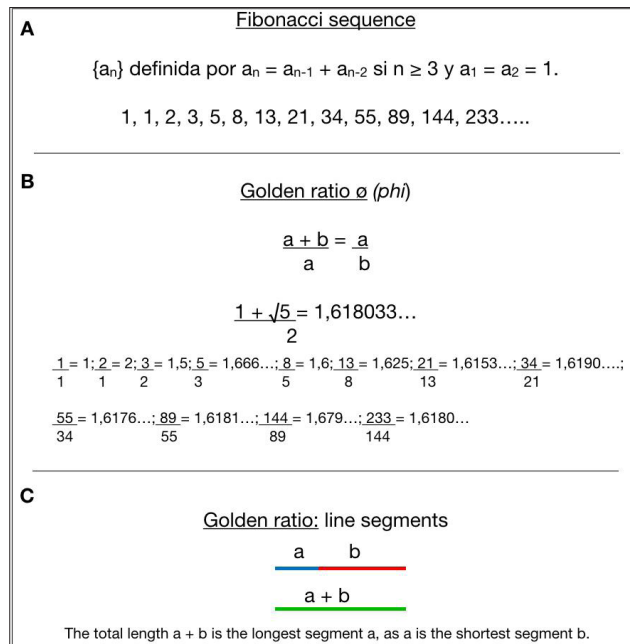 A
Fibonacci sequence
{aₙ} definida por aₙ = aₙ₋₁ + aₙ₋₂ si n ≥ 3 y a₁ = a₂ = 1.
1, 1, 2, 3, 5, 8, 13, 21, 34, 55, 89, 144, 233…..
B
Golden ratio ø (phi)
a + b = a
a b
1 + √5 = 1,618033…
2
1 = 1; 2 = 2; 3 = 1,5; 5 = 1,666…; 8 = 1,6; 13 = 1,625; 21 = 1,6153…; 34 = 1,6190….;
1 1 2 3 5 8 13 21
55 = 1,6176…; 89 = 1,6181…; 144 = 1,679…; 233 = 1,6180…
34 55 89 144
C
Golden ratio: line segments
a b
a + b
The total length a + b is the longest segment a, as a is the shortest segment b.